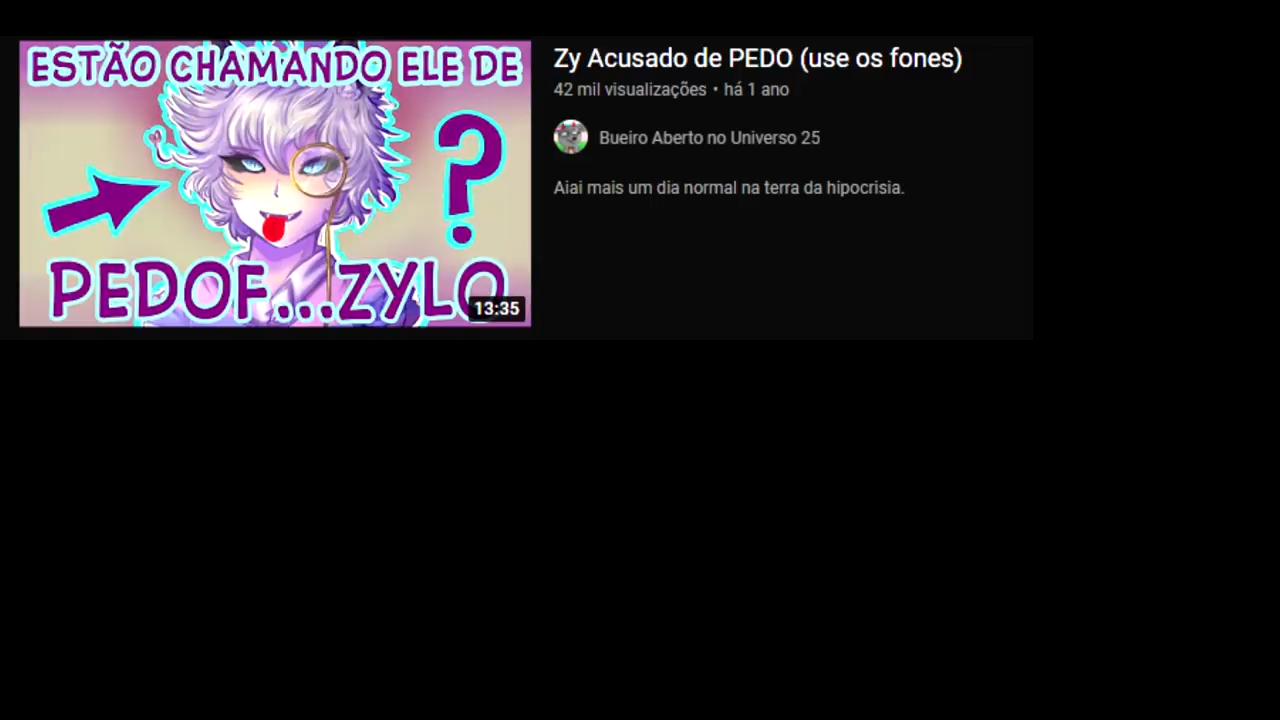 ESTÃO CHAMANDO ELE DE
?
PEDOF...ZYLO
13:35
Zy Acusado de PEDO (use os fones)
42 mil visualizações • há 1 ano
Bueiro Aberto no Universo 25
Aiai mais um dia normal na terra da hipocrisia.